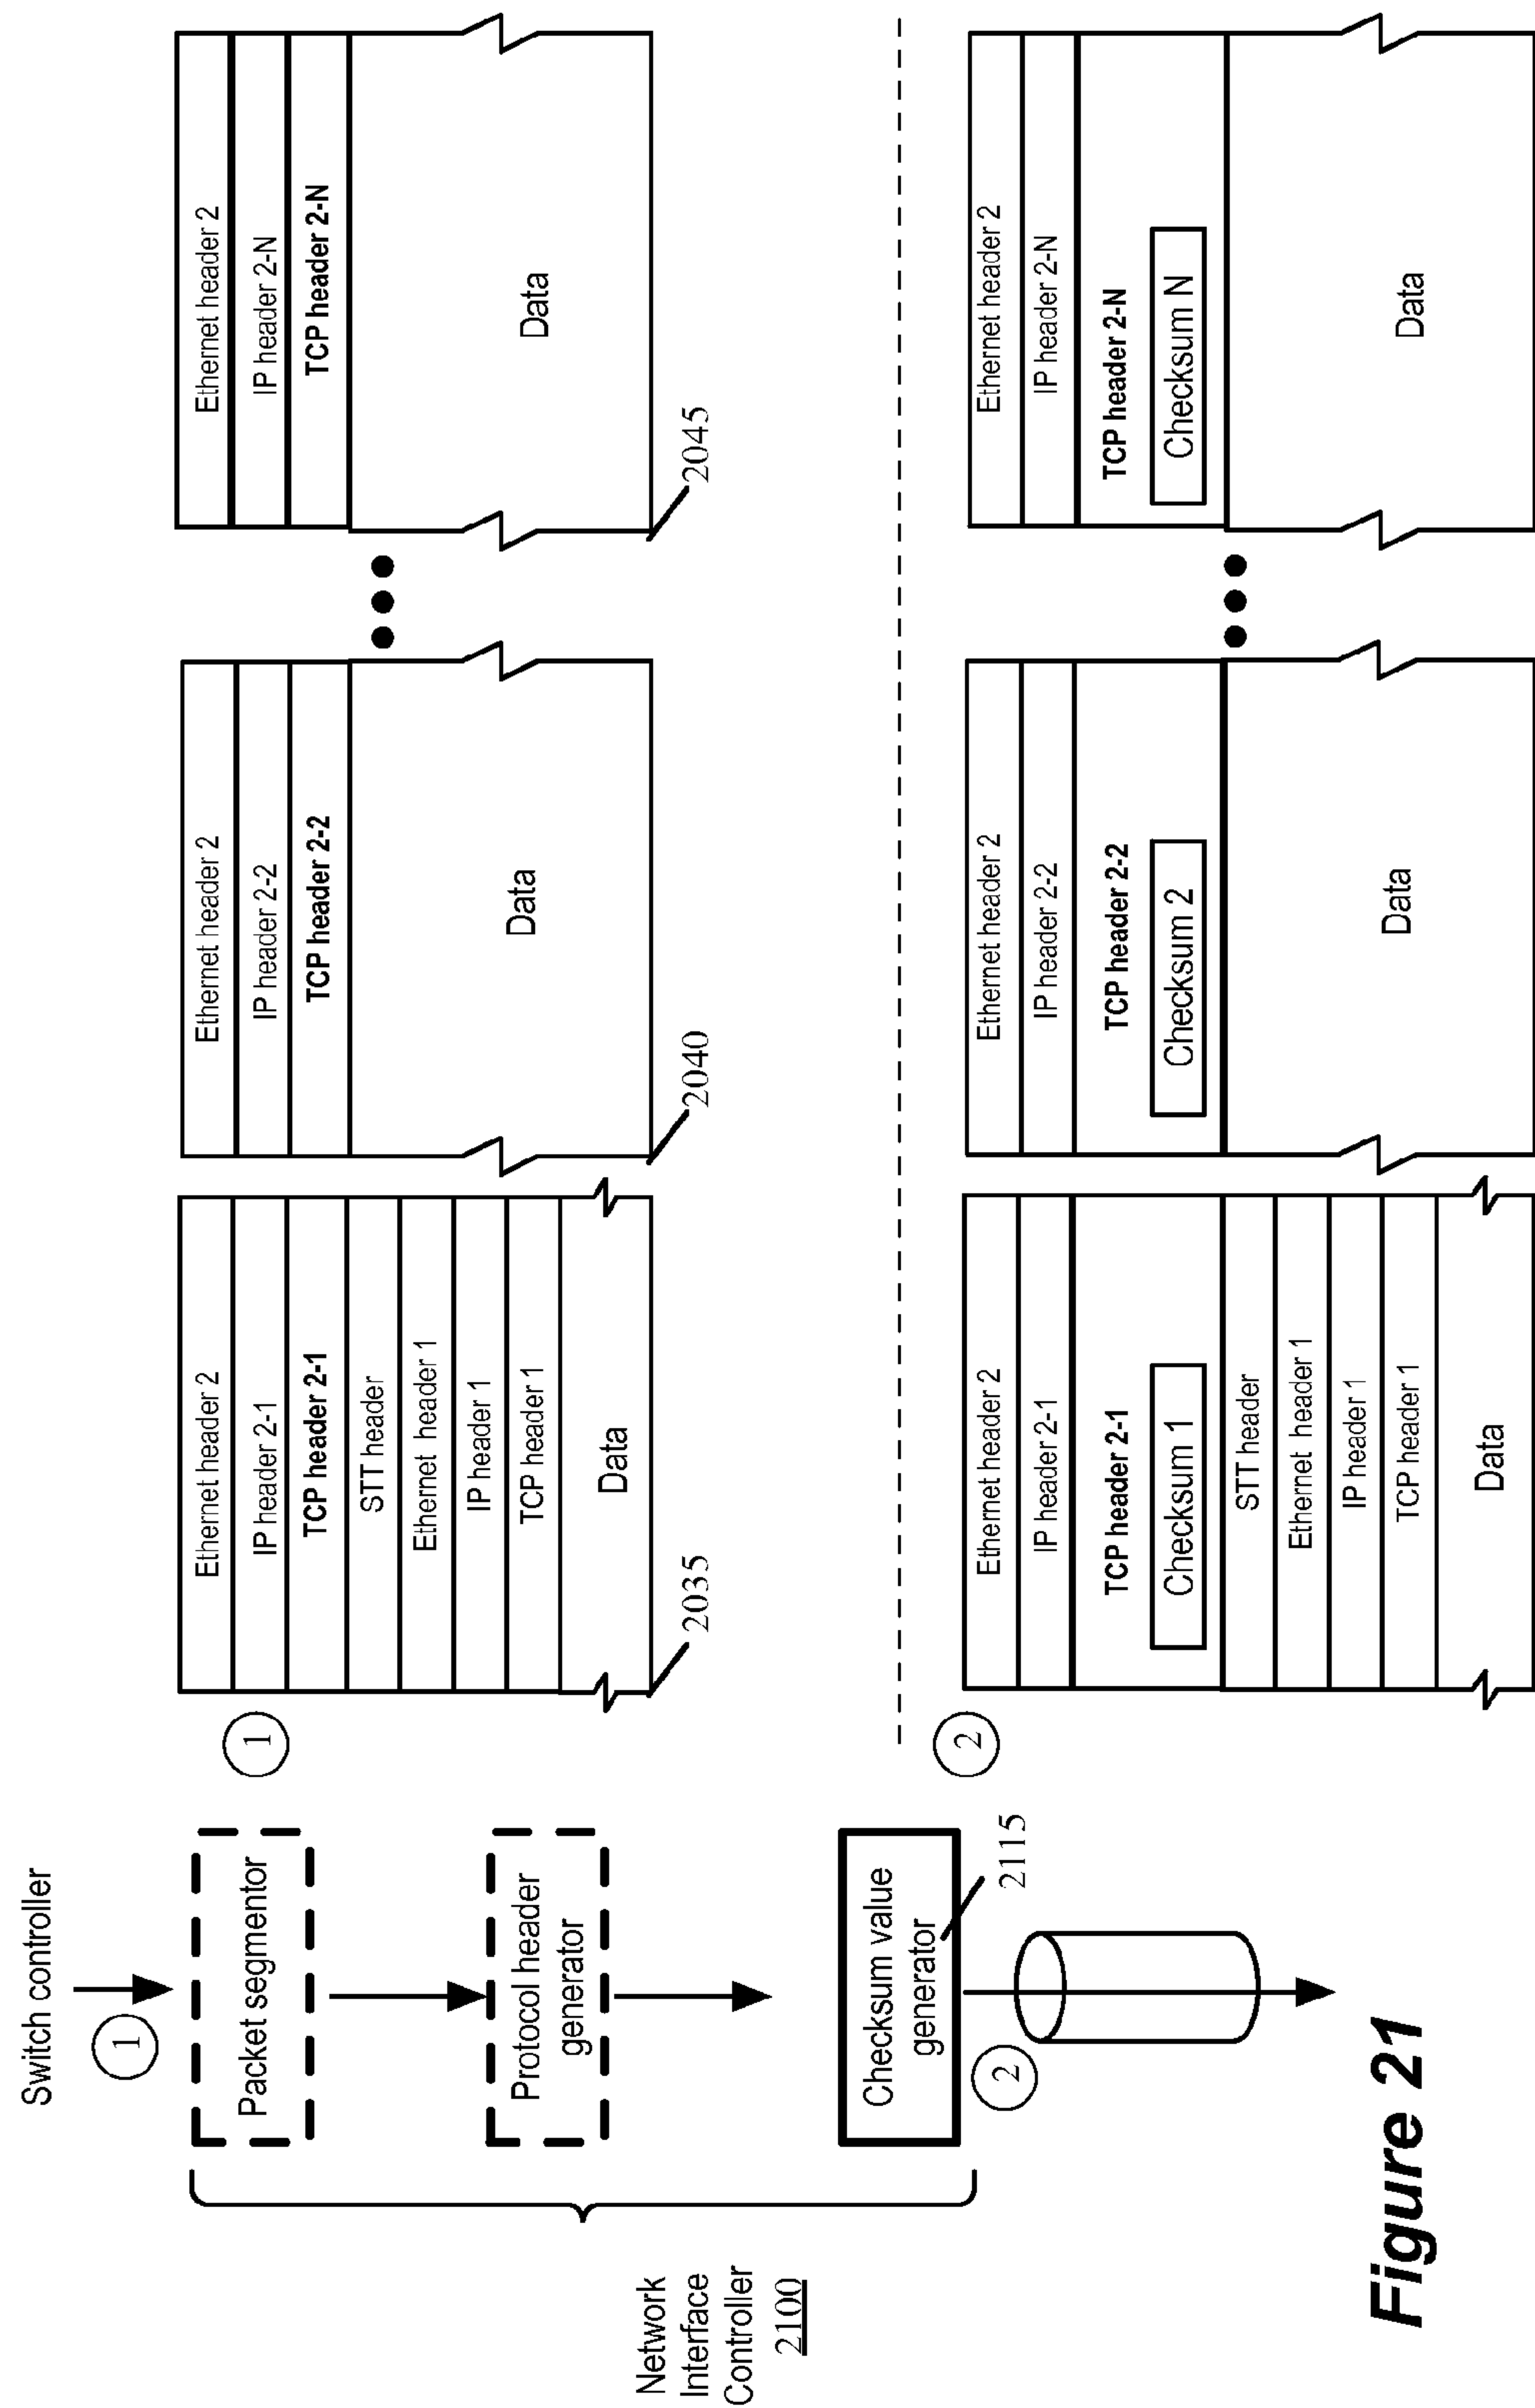 Switch controller
1
Packet segmentor
Protocol header
generator
Checksum value
generator
2115
2
Network
Interface
Controller
2100
1
Ethernet header 2
IP header 2-1
TCP header 2-1
STT header
Ethernet header 1
IP header 1
TCP header 1
Data
2035
Ethernet header 2
IP header 2-2
TCP header 2-2
Data
2040
Ethernet header 2
IP header 2-N
TCP header 2-N
Data
2045
2
Ethernet header 2
IP header 2-1
TCP header 2-1
Checksum 1
STT header
Ethernet header 1
IP header 1
TCP header 1
Data
Ethernet header 2
IP header 2-2
TCP header 2-2
Checksum 2
Data
Ethernet header 2
IP header 2-N
TCP header 2-N
Checksum N
Data
Figure 21